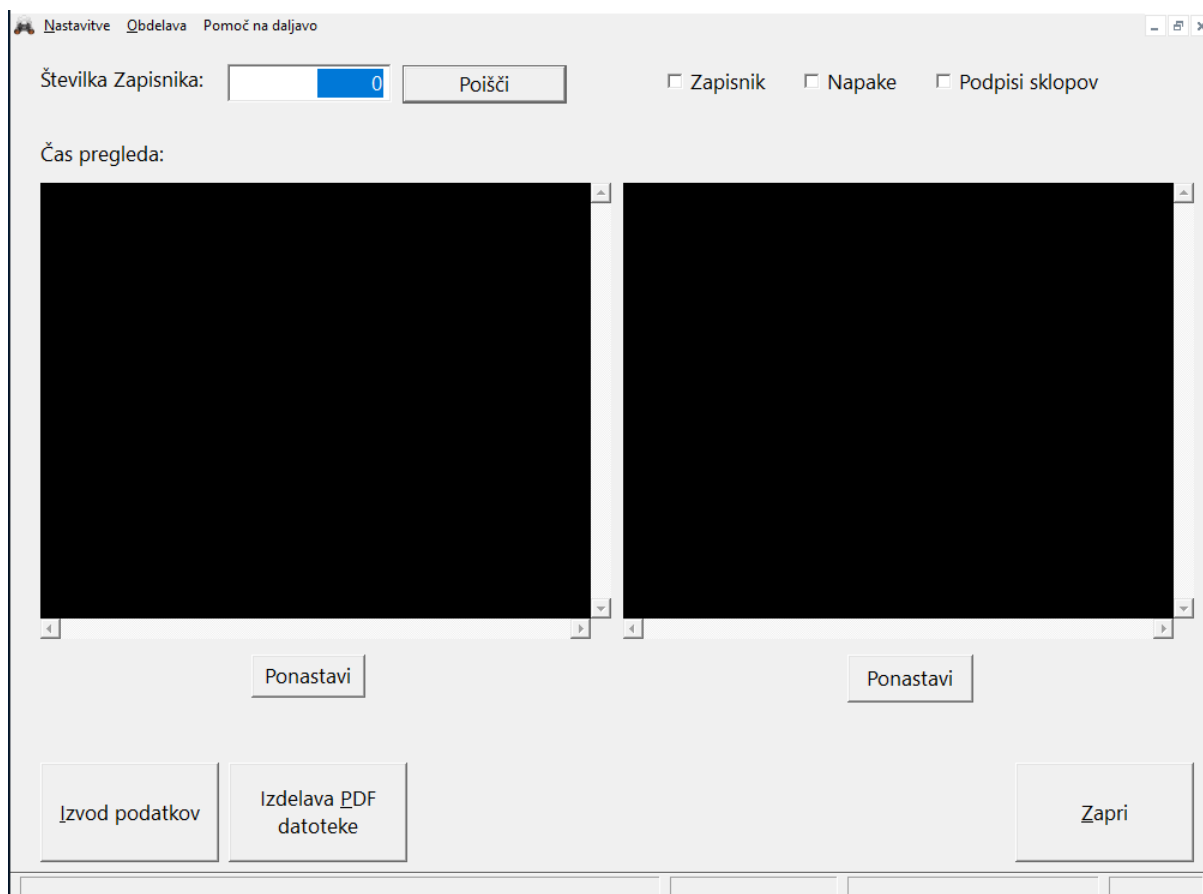 Nastavitve Obdelava Pomoč na daljavo
Številka Zapisnika: 0 Poišči Zapisnik Napake Podpisi sklopov
Čas pregleda:
Ponastavi Ponastavi
Izvod podatkov Izdelava PDF datoteke Zapri